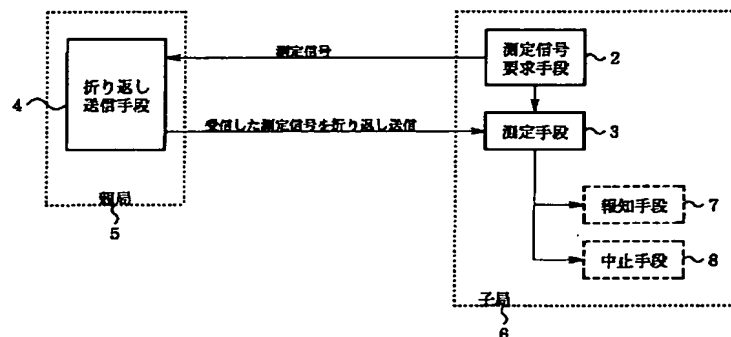 測定信号
測定信号
要求手段
2
4
折り返し
送信手段
受信した測定信号を折り返し送信
測定手段
3
親局
5
報知手段
7
中止手段
8
子局
6